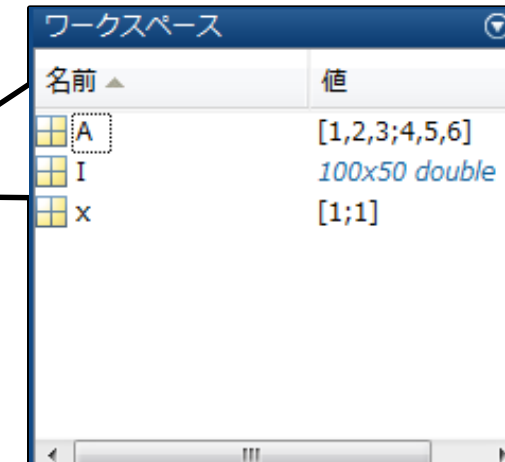 ワークスペース
名前 値
A [1,2,3;4,5,6]
I 100x50 double
x [1;1]